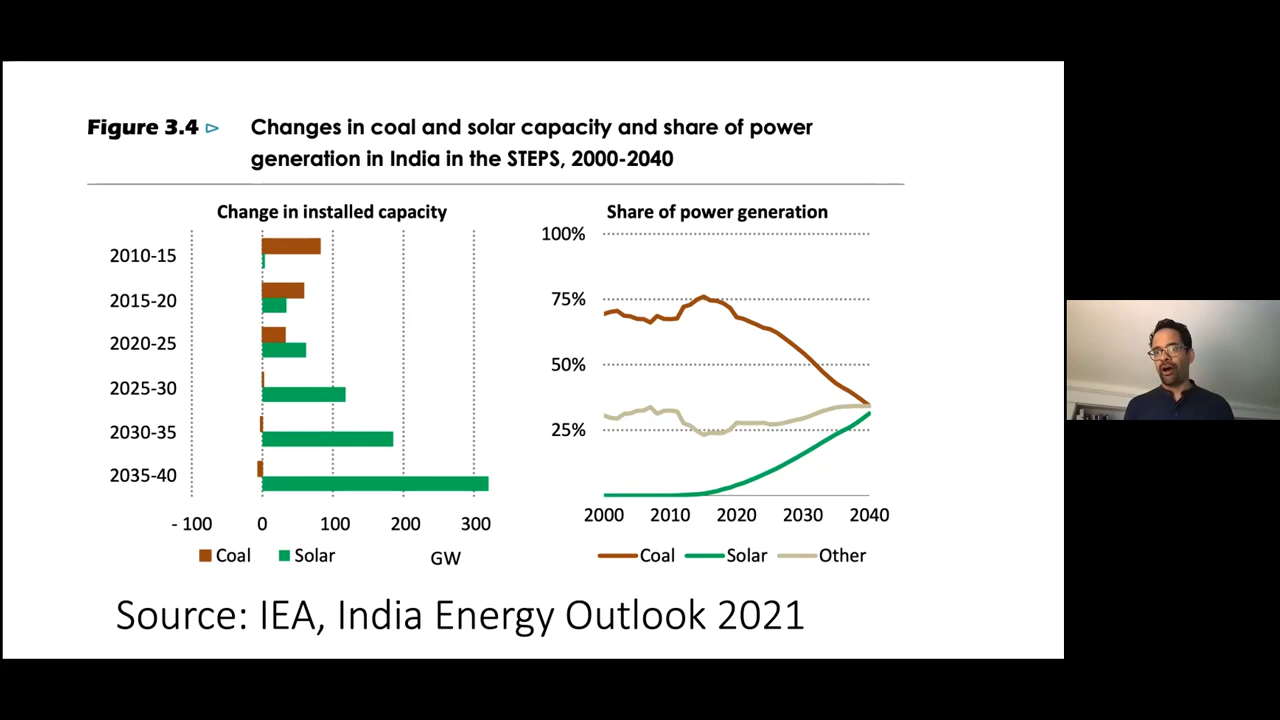 Figure 3.4 ▷ Changes in coal and solar capacity and share of power
generation in India in the STEPS, 2000-2040
Change in installed capacity
2010-15
2015-20
2020-25
2025-30
2030-35
2035-40
- 100 0 100 200 300
Coal Solar GW
Share of power generation
100%
75%
50%
25%
2000 2010 2020 2030 2040
Coal Solar Other
Source: IEA, India Energy Outlook 2021